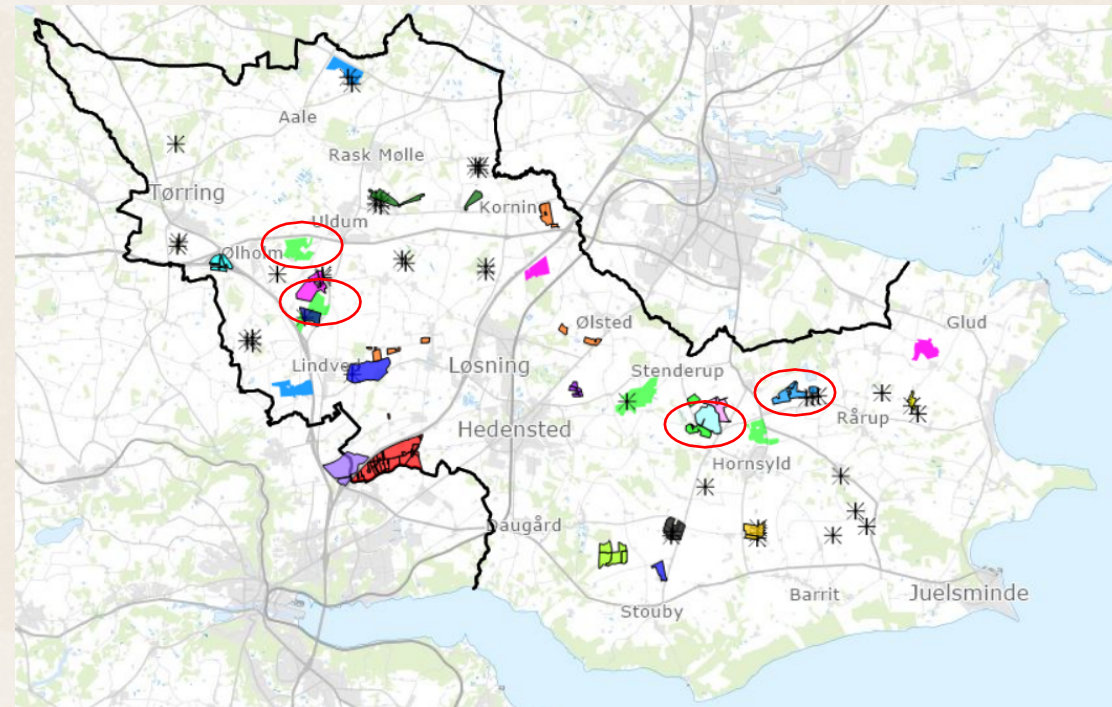 Aale
Rask Mølle
Tørring
Korning
Uldum
Ølholm
Glud
Ølsted
Lindved
Løsning
Stenderup
Rårup
Hedensted
Hornsyld
Daugård
Barrit
Juelsminde
Stouby